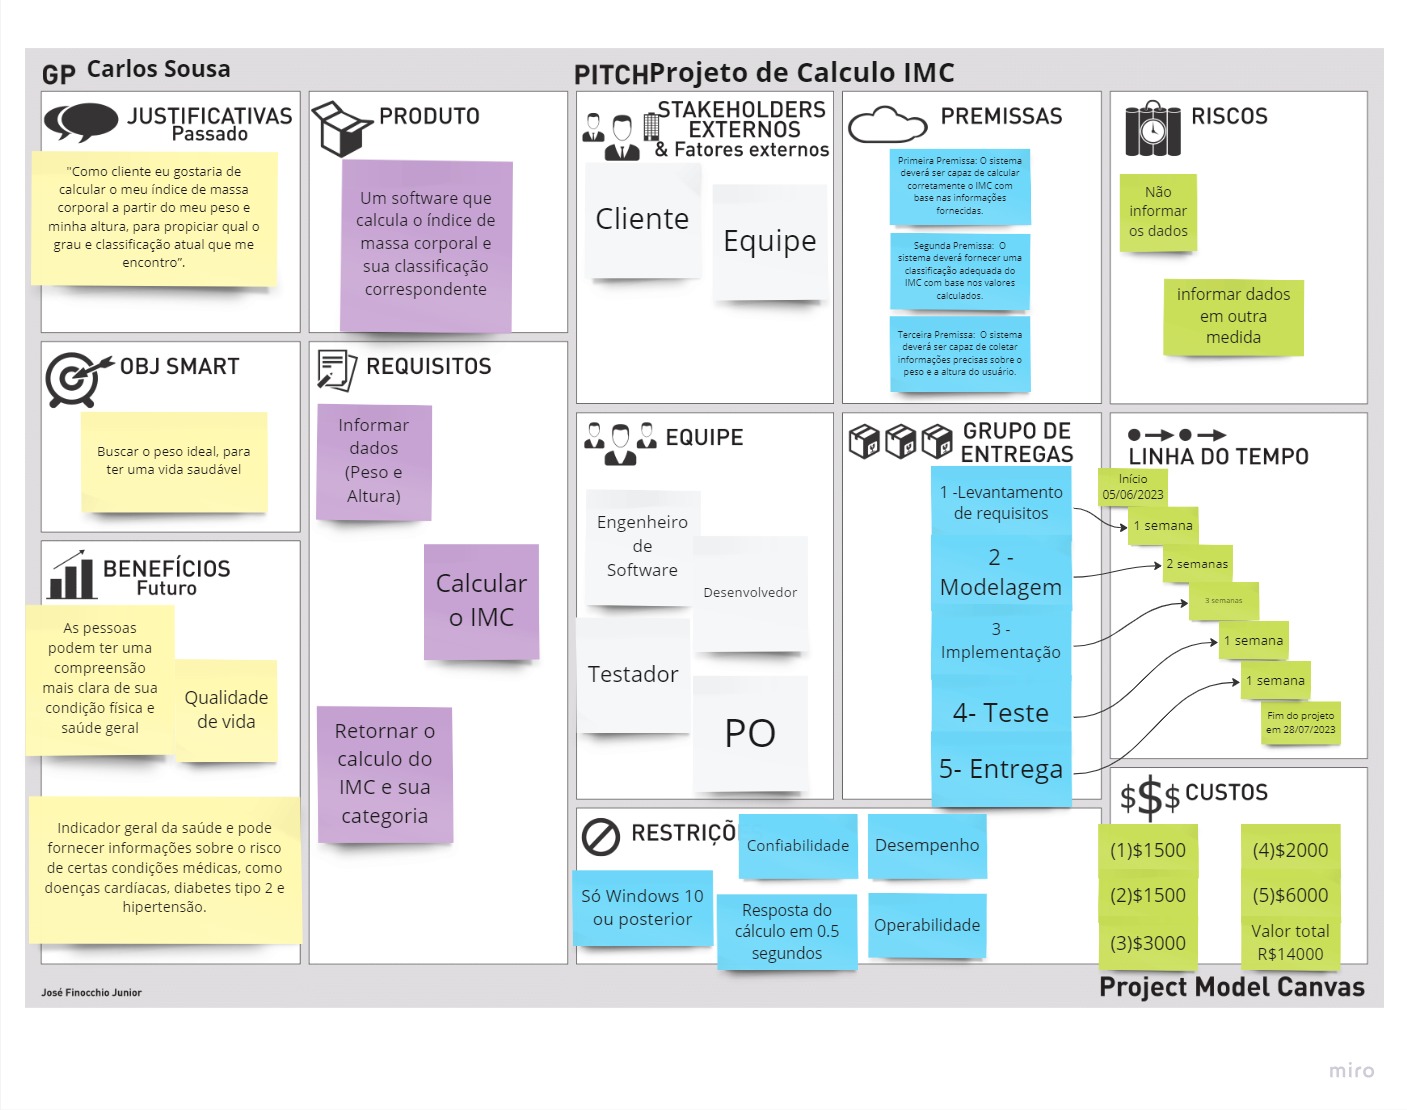 GP Carlos Sousa
PITCH Projeto de Calculo IMC
JUSTIFICATIVAS
Passado
"Como cliente eu gostaria de
calcular o meu índice de massa
corporal a partir do meu peso e
minha altura, para propiciar qual o
grau e classificação atual que me
encontro”.
OBJ SMART
Buscar o peso ideal, para
ter uma vida saudável
BENEFÍCIOS
Futuro
As pessoas
podem ter uma
compreensão
mais clara de sua
condição física e
saúde geral
Qualidade
de vida
Indicador geral da saúde e pode
fornecer informações sobre o risco
de certas condições médicas, como
doenças cardíacas, diabetes tipo 2 e
hipertensão.
PRODUTO
Um software que
calcula o índice de
massa corporal e
sua classificação
correspondente
REQUISITOS
Informar
dados
(Peso e
Altura)
Calcular
o IMC
Retornar o
calculo do
IMC e sua
categoria
STAKEHOLDERS
EXTERNOS
& Fatores externos
Cliente
Equipe
EQUIPE
Engenheiro
de
Software
Desenvolvedor
Testador
PO
PREMISSAS
Primeira Premissa: O sistema
deverá ser capaz de calcular
corretamente o IMC com
base nas informações
fornecidas.
Segunda Premissa:  O
sistema deverá fornecer uma
classificação adequada do
IMC com base nos valores
calculados.
Terceira Premissa:  O sistema
deverá ser capaz de coletar
informações precisas sobre o
peso e a altura do usuário.
GRUPO DE
ENTREGAS
1 -Levantamento
de requisitos
2 -
Modelagem
3 -
Implementação
4- Teste
5- Entrega
RESTRIÇÕ
Confiabilidade
Desempenho
Só Windows 10
ou posterior
Resposta do
cálculo em 0.5
segundos
Operabilidade
RISCOS
Não
informar
os dados
informar dados
em outra
medida
LINHA DO TEMPO
Início
05/06/2023
1 semana
2 semanas
3 semanas
1 semana
1 semana
Fim do projeto
em 28/07/2023
$$$ CUSTOS
(1)$1500
(2)$1500
(3)$3000
(4)$2000
(5)$6000
Valor total
R$14000
José Finocchio Junior
Project Model Canvas
miro